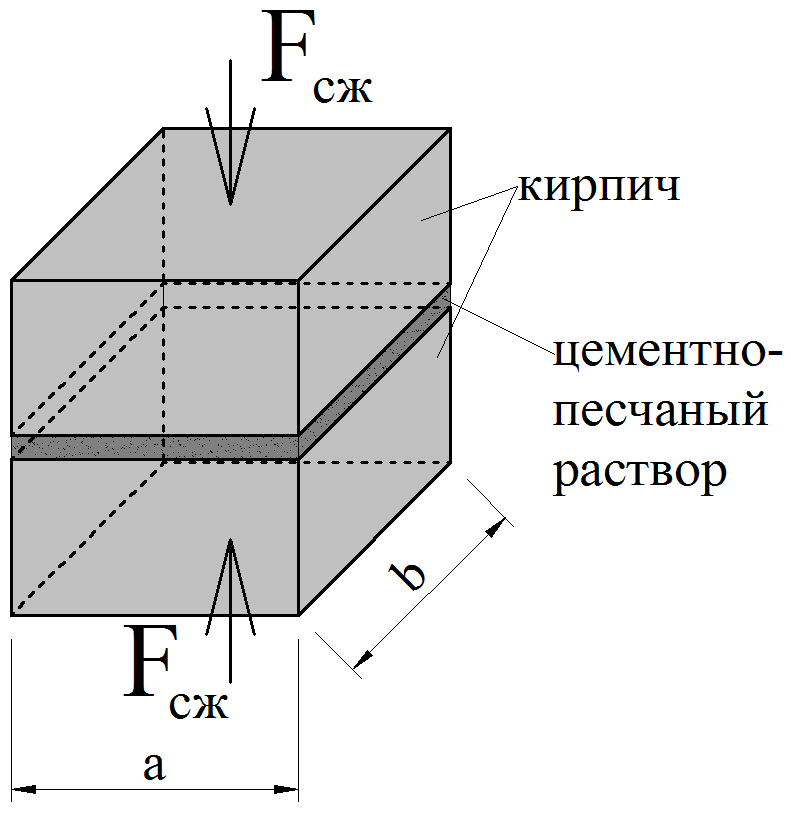 Fсж
кирпич
цементно-
песчаный
раствор
b
Fсж
a